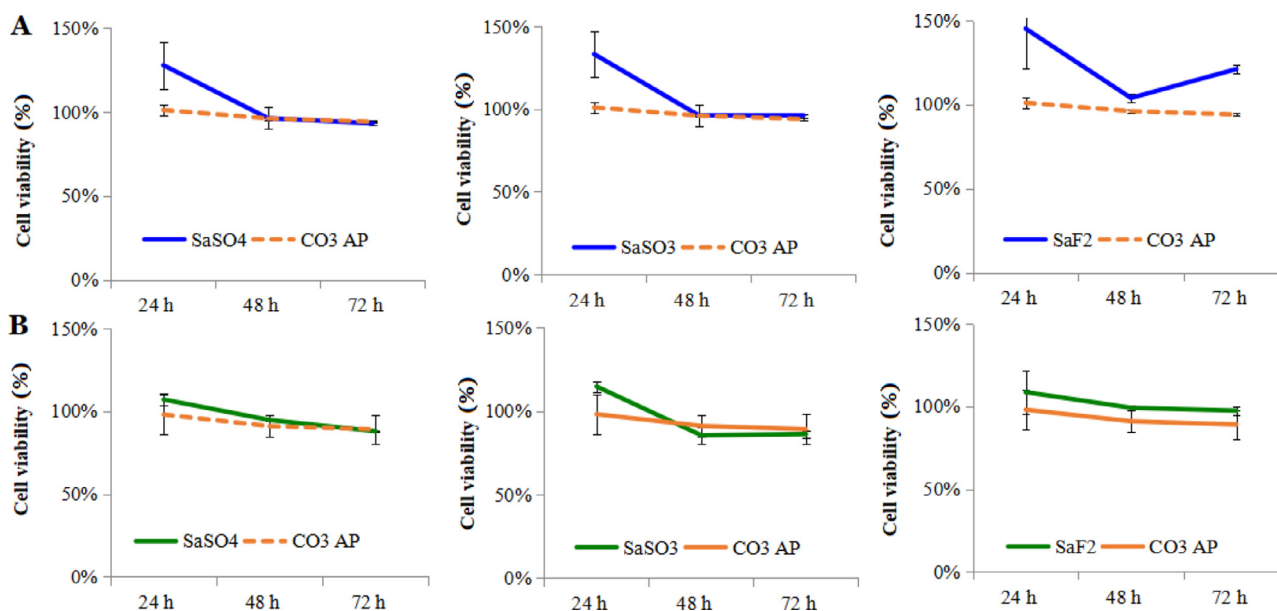 A
Cell viability (%)
150%
100%
50%
0%
SaSO4 CO3 AP
24 h 48 h 72 h
Cell viability (%)
150%
100%
50%
0%
SaSO3 CO3 AP
24 h 48 h 72 h
Cell viability (%)
150%
100%
50%
0%
SaF2 CO3 AP
24 h 48 h 72 h
B
Cell viability (%)
150%
100%
50%
0%
SaSO4 CO3 AP
24 h 48 h 72 h
Cell viability (%)
150%
100%
50%
0%
SaSO3 CO3 AP
24 h 48 h 72 h
Cell viability (%)
150%
100%
50%
0%
SaF2 CO3 AP
24 h 48 h 72 h